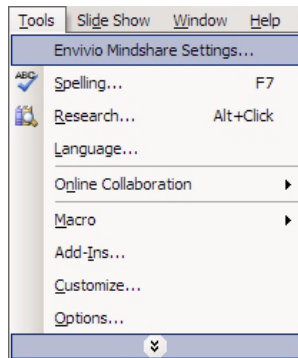 Tools Slide Show Window Help
Envivio Mindshare Settings...
ABC
Spelling... F7
Research... Alt+Click
Language...
Online Collaboration
Macro
Add-Ins...
Customize...
Options...